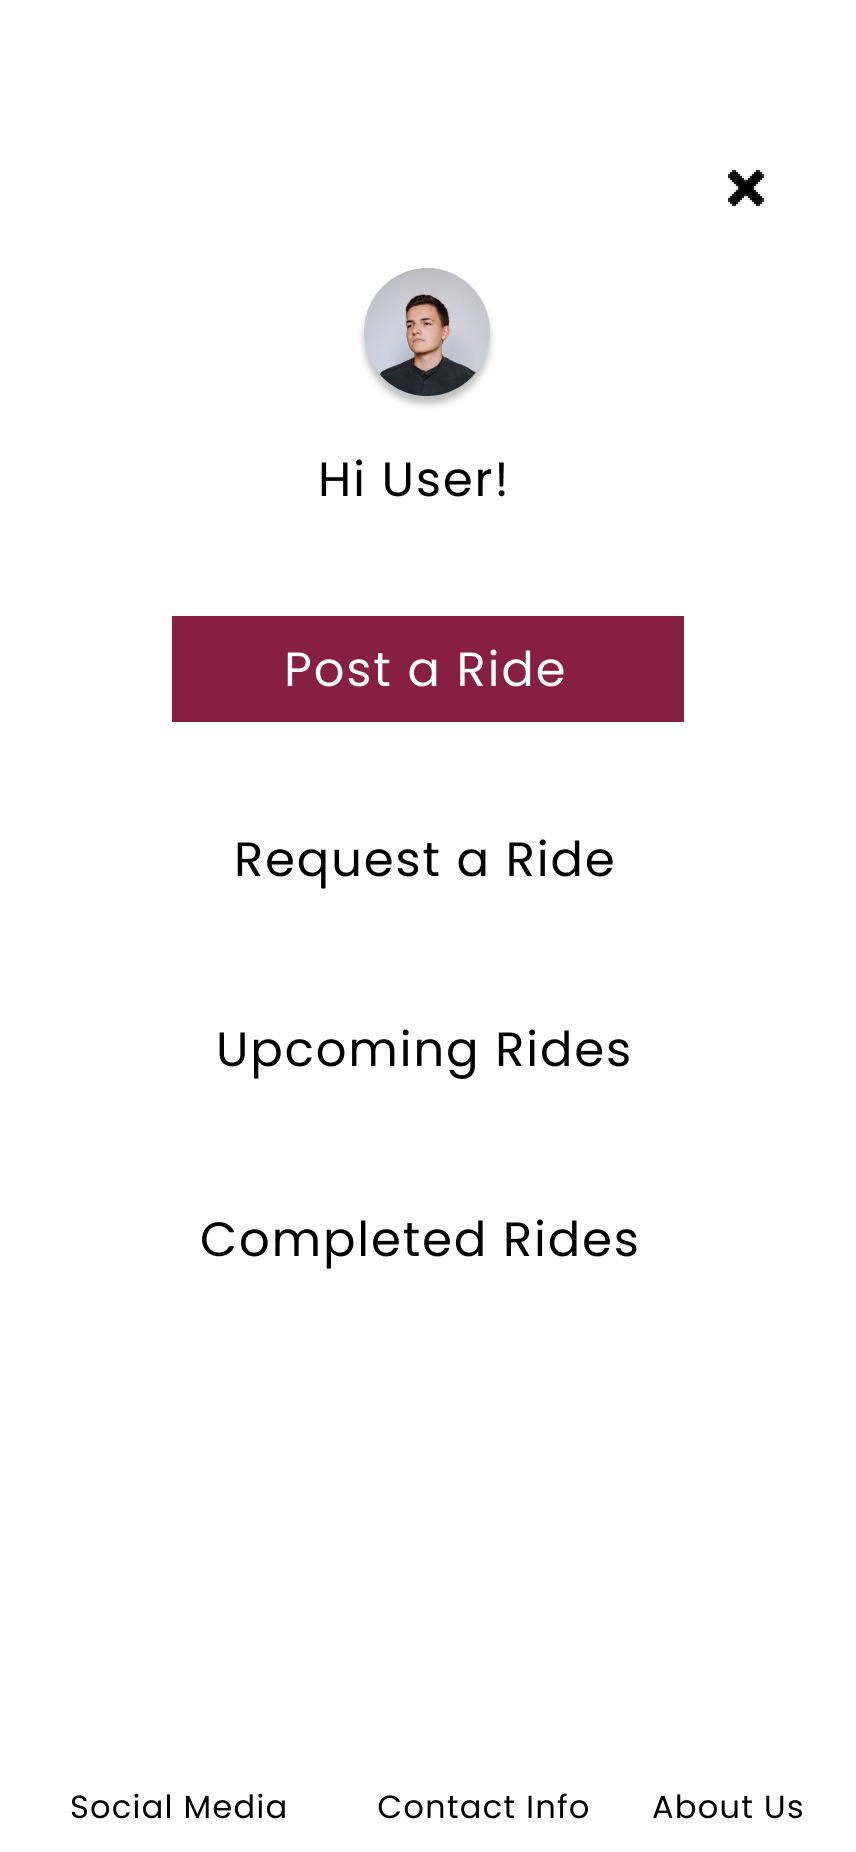 Hi User!
Post a Ride
Request a Ride
Upcoming Rides
Completed Rides
Social Media Contact Info About Us